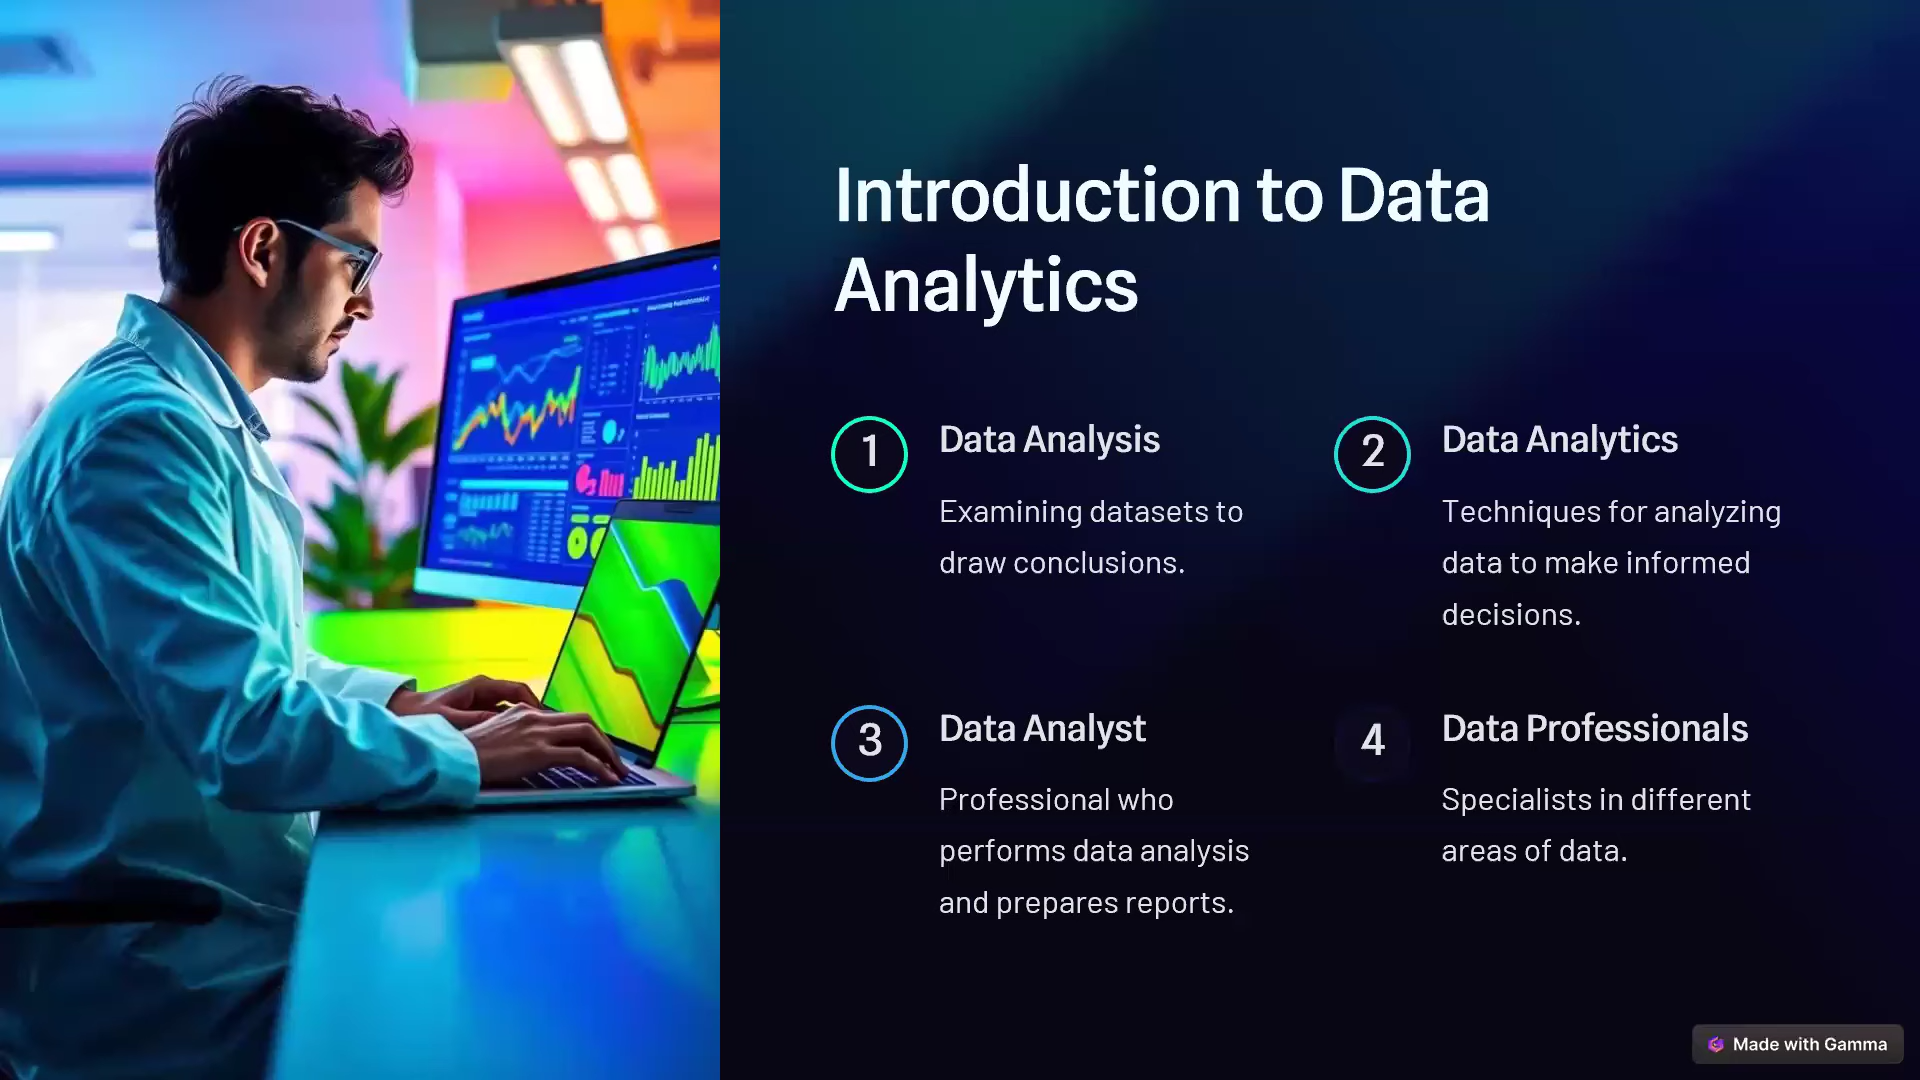 Introduction to Data
Analytics
1
Data Analysis
Examining datasets to
draw conclusions.
2
Data Analytics
Techniques for analyzing
data to make informed
decisions.
3
Data Analyst
Professional who
performs data analysis
and prepares reports.
4
Data Professionals
Specialists in different
areas of data.
Made with Gamma